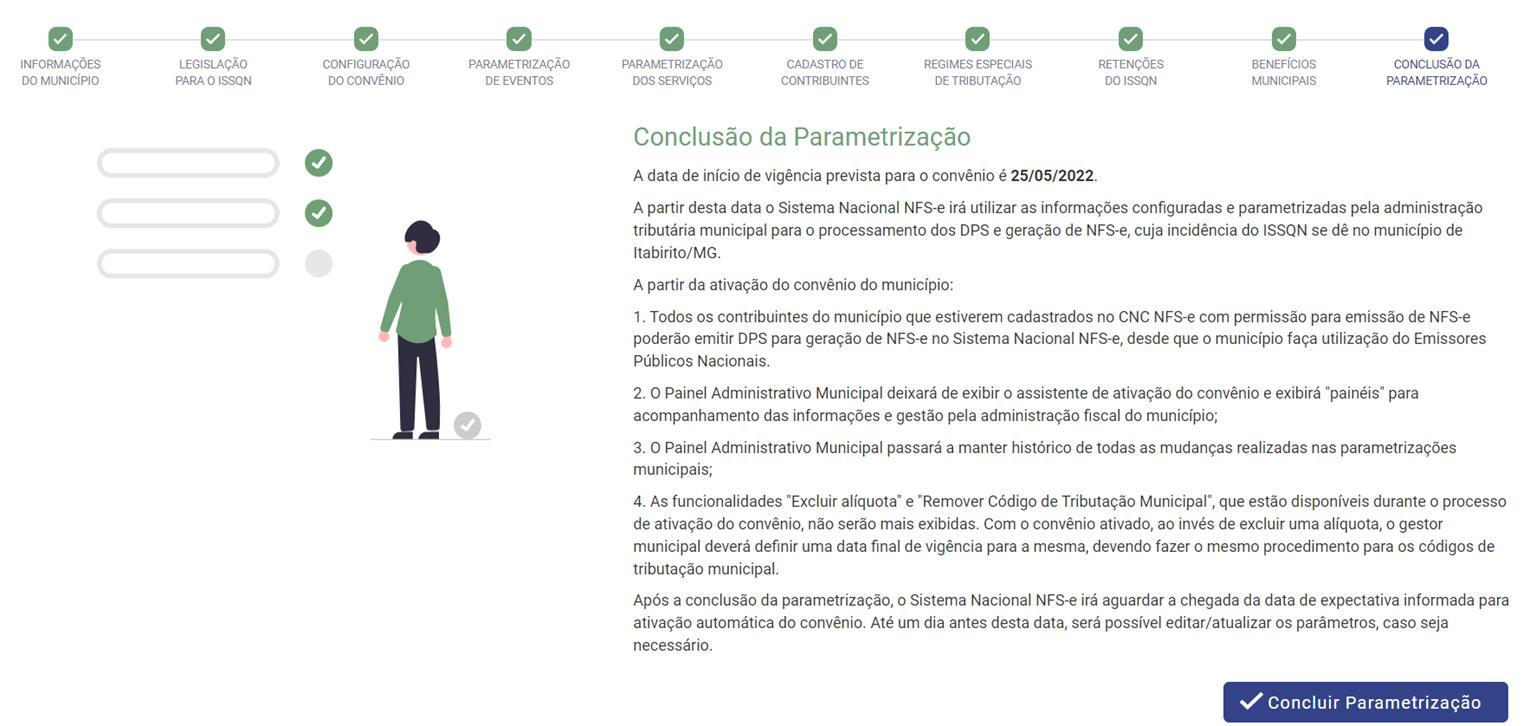 INFORMAÇÕES
DO MUNICÍPIO
LEGISLAÇÃO
PARA O ISSQN
CONFIGURAÇÃO
DO CONVÊNIO
PARAMETRIZAÇÃO
DE EVENTOS
PARAMETRIZAÇÃO
DOS SERVIÇOS
CADASTRO DE
CONTRIBUINTES
REGIMES ESPECIAIS
DE TRIBUTAÇÃO
RETENÇÕES
DO ISSQN
BENEFÍCIOS
MUNICIPAIS
CONCLUSÃO DA
PARAMETRIZAÇÃO
Conclusão da Parametrização
A data de início de vigência prevista para o convênio é 25/05/2022.
A partir desta data o Sistema Nacional NFS-e irá utilizar as informações configuradas e parametrizadas pela administração
tributária municipal para o processamento dos DPS e geração de NFS-e, cuja incidência do ISSQN se dê no município de
Itabirito/MG.
A partir da ativação do convênio do município:
1. Todos os contribuintes do município que estiverem cadastrados no CNC NFS-e com permissão para emissão de NFS-e
poderão emitir DPS para geração de NFS-e no Sistema Nacional NFS-e, desde que o município faça utilização do Emissores
Públicos Nacionais.
2. O Painel Administrativo Municipal deixará de exibir o assistente de ativação do convênio e exibirá "painéis" para
acompanhamento das informações e gestão pela administração fiscal do município;
3. O Painel Administrativo Municipal passará a manter histórico de todas as mudanças realizadas nas parametrizações
municipais;
4. As funcionalidades "Excluir alíquota" e "Remover Código de Tributação Municipal", que estão disponíveis durante o processo
de ativação do convênio, não serão mais exibidas. Com o convênio ativado, ao invés de excluir uma alíquota, o gestor
municipal deverá definir uma data final de vigência para a mesma, devendo fazer o mesmo procedimento para os códigos de
tributação municipal.
Após a conclusão da parametrização, o Sistema Nacional NFS-e irá aguardar a chegada da data de expectativa informada para
ativação automática do convênio. Até um dia antes desta data, será possível editar/atualizar os parâmetros, caso seja
necessário.
Concluir Parametrização